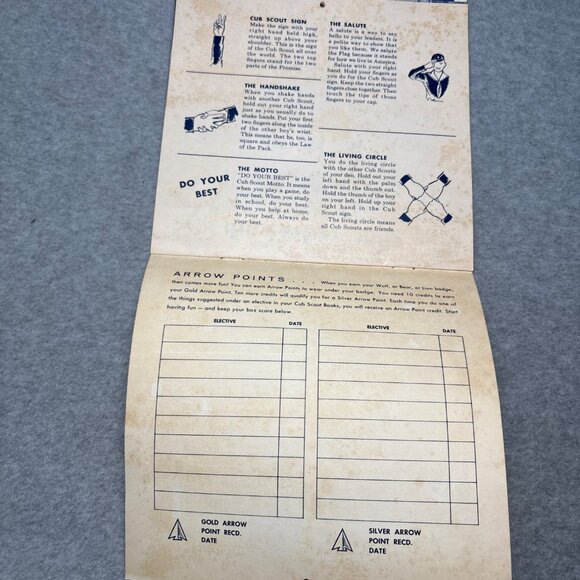 CUB SCOUT SIGN
Make the sign with your
right hand held high,
straight up above your
shoulder. This is the sign
of the Cub Scout all over
the world. The two top
fingers stand for the two
parts of the Promise.
THE SALUTE
A salute is a way to say
hello to your leaders. It is
a polite way to show that
you like them. We salute
the Flag because it stands
for how we live in America.
Salute with your right
hand. Hold your fingers as
you do for the Cub Scout
sign. Keep the two straight
fingers close together. Then
touch the tips of those
fingers to your cap.
THE HANDSHAKE
When you shake hands
with another Cub Scout,
hold out your right hand
just as you usually do to
shake hands. Put your first
two fingers along the inside
of the other boy's wrist.
This means that he, too, is
square and obeys the Law
of the Pack.
DO YOUR
BEST
THE MOTTO
"DO YOUR BEST" is the
Cub Scout Motto. It means
when you play a game, do
your best. When you study
in school, do your best.
When you help at home,
do your best. Always do
your best.
THE LIVING CIRCLE
You do the living circle
with the other Cub Scouts
of your den. Hold out your
left hand with the palm
down and the thumb out.
Hold the thumb of the boy
on your left. Hold up your
right hand in the Cub
Scout sign.
The living circle means
all Cub Scouts are friends.
ARROW POINTS . . . . When you earn your Wolf, or Bear, or Lion badge,
then comes more fun! You can earn Arrow Points to wear under your badge. You need 10 credits to earn
your Gold Arrow Point. Ten more credits will qualify you for a Silver Arrow Point. Each time you do one of
the things suggested under an elective in your Cub Scout Books, you will receive an Arrow Point credit. Start
having fun — and keep your box score below.
ELECTIVE DATE
ELECTIVE DATE
GOLD ARROW
POINT RECD.
DATE
SILVER ARROW
POINT RECD.
DATE